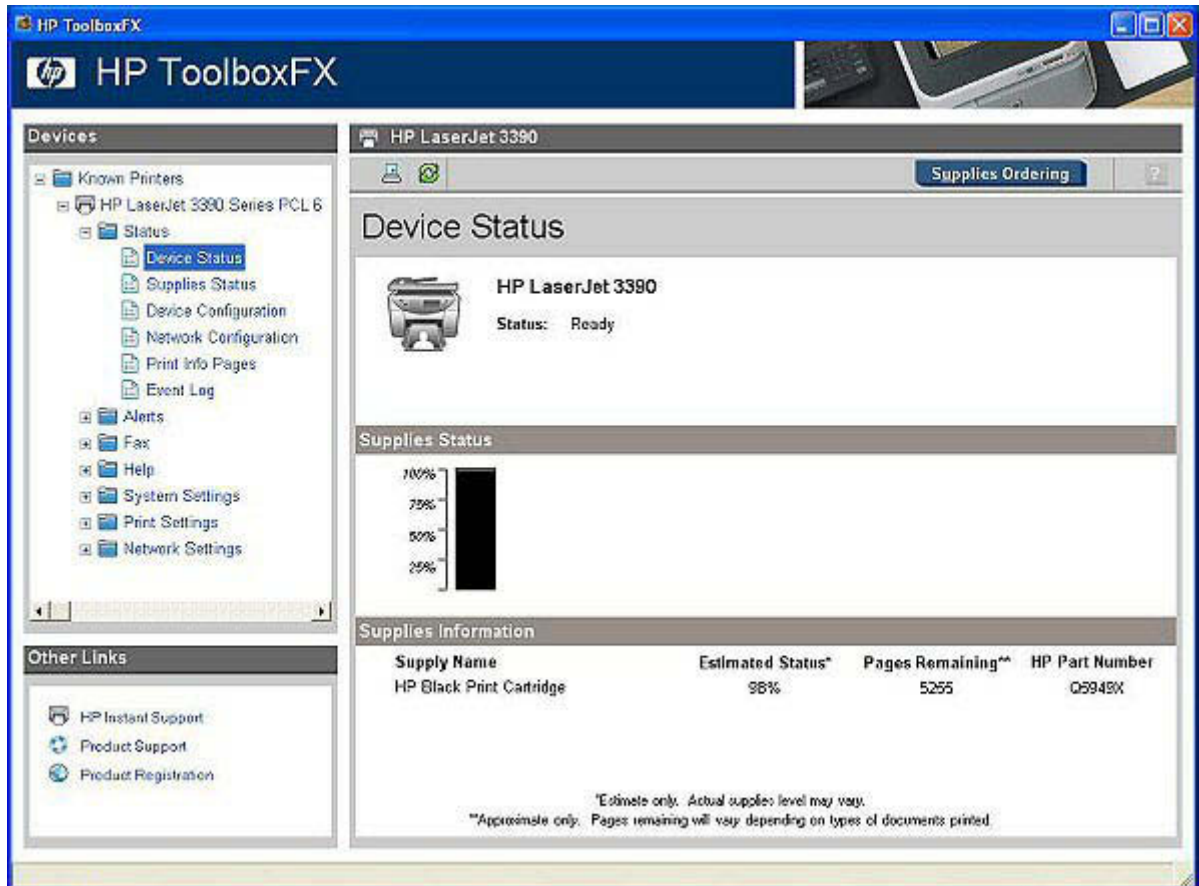 HP ToolboxFX
hp HP ToolboxFX
Devices
Known Printers
HP LaserJet 3390 Series PCL 6
Status
Device Status
Supplies Status
Device Configuration
Network Configuration
Print Info Pages
Event Log
Alerts
Fax
Help
System Settings
Print Settings
Network Settings
Other Links
HP Instant Support
Product Support
Product Registration
HP LaserJet 3390
Supplies Ordering ?
Device Status
HP LaserJet 3390
Status: Ready
Supplies Status
100%
75%
50%
25%
Supplies Information
Supply Name Estimated Status* Pages Remaining** HP Part Number
HP Black Print Cartridge 98% 5255 Q5949X
*Estimate only. Actual supplies level may vary.
**Approximate only. Pages remaining will vary depending on types of documents printed.